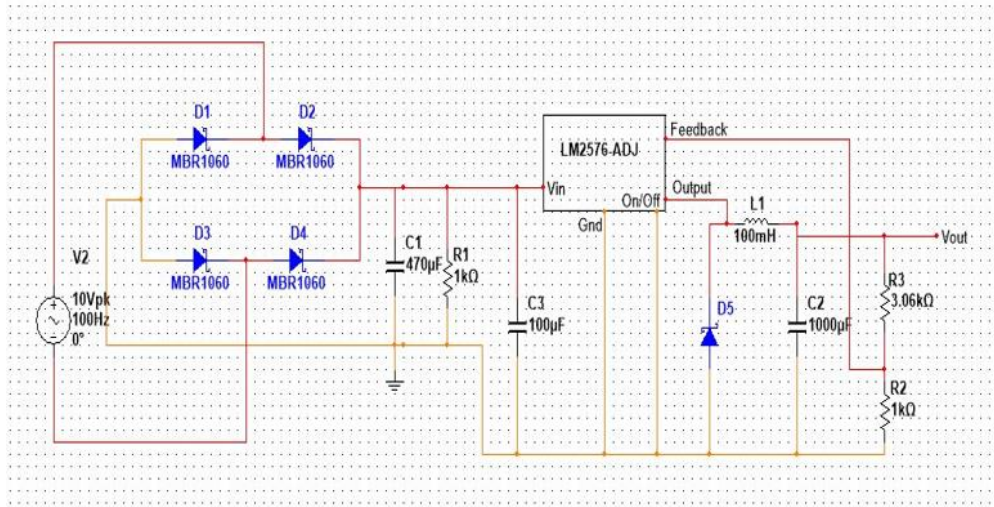 D1
MBR1060
D2
MBR1060
D3
MBR1060
D4
MBR1060
V2
10Vpk
100Hz
0°
C1
470µF
R1
1kΩ
C3
100µF
LM2576-ADJ
Vin
Feedback
Output
On/Off
Gnd
L1
100mH
D5
C2
1000µF
Vout
R3
3.06kΩ
R2
1kΩ